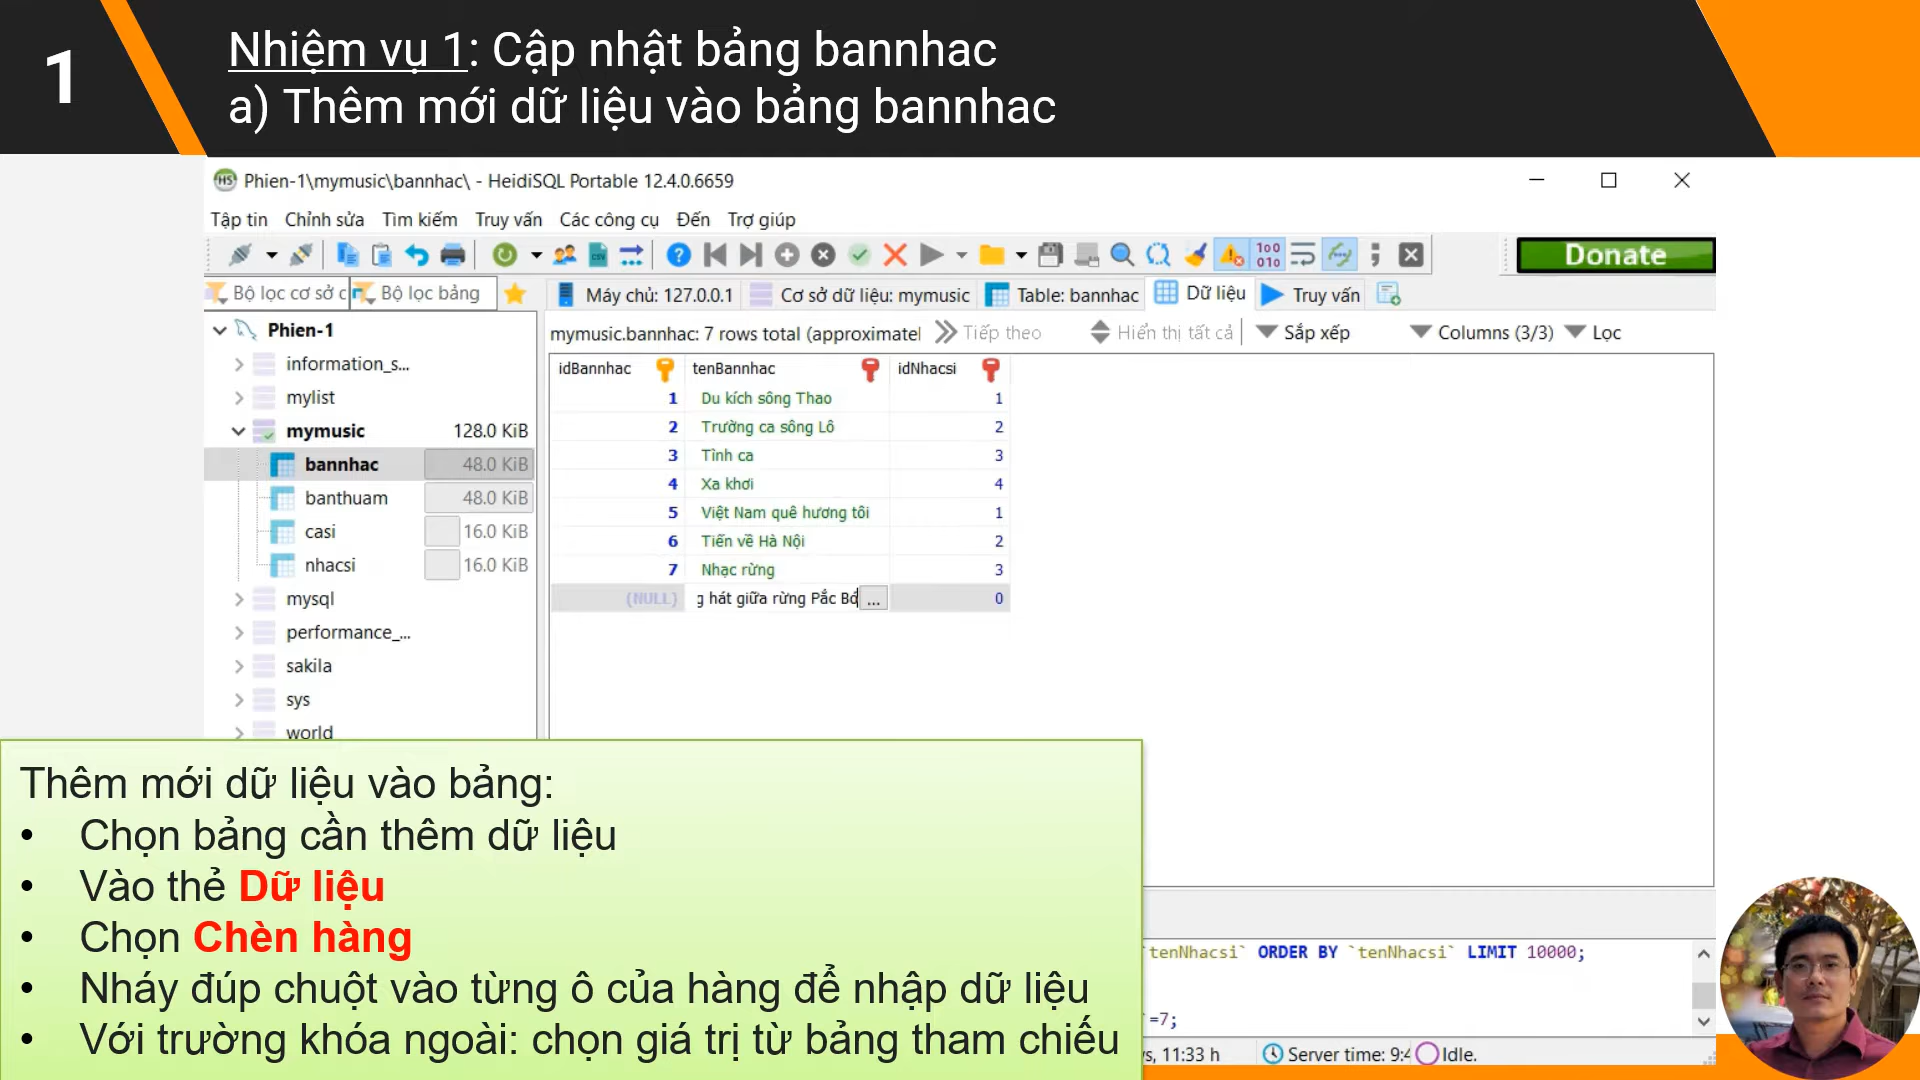 1
Nhiệm vụ 1: Cập nhật bảng bannhac
a) Thêm mới dữ liệu vào bảng bannhac
HS Phien-1\mymusic\bannhac\ - HeidiSQL Portable 12.4.0.6659
Tập tin Chỉnh sửa Tìm kiếm Truy vấn Các công cụ Đến Trợ giúp
Donate
Bộ lọc cơ sở c Bộ lọc bảng Máy chủ: 127.0.0.1 Cơ sở dữ liệu: mymusic Table: bannhac Dữ liệu Truy vấn
mymusic.bannhac: 7 rows total (approximatel Tiếp theo Hiển thị tất cả Sắp xếp Columns (3/3) Lọc
Phien-1
information_s...
mylist
mymusic 128.0 KiB
bannhac 48.0 KiB
banthuam 48.0 KiB
casi 16.0 KiB
nhacsi 16.0 KiB
mysql
performance_...
sakila
sys
world
idBannhac tenBannhac idNhacsi
1 Du kích sông Thao 1
2 Trường ca sông Lô 2
3 Tình ca 3
4 Xa khơi 4
5 Việt Nam quê hương tôi 1
6 Tiến về Hà Nội 2
7 Nhạc rừng 3
(NULL) g hát giữa rừng Pắc Bó ... 0
Thêm mới dữ liệu vào bảng:
• Chọn bảng cần thêm dữ liệu
• Vào thẻ Dữ liệu
• Chọn Chèn hàng
• Nháy đúp chuột vào từng ô của hàng để nhập dữ liệu
• Với trường khóa ngoài: chọn giá trị từ bảng tham chiếu
`tenNhacsi` ORDER BY `tenNhacsi` LIMIT 10000;
=7;
s, 11:33 h Server time: 9:4 Idle.